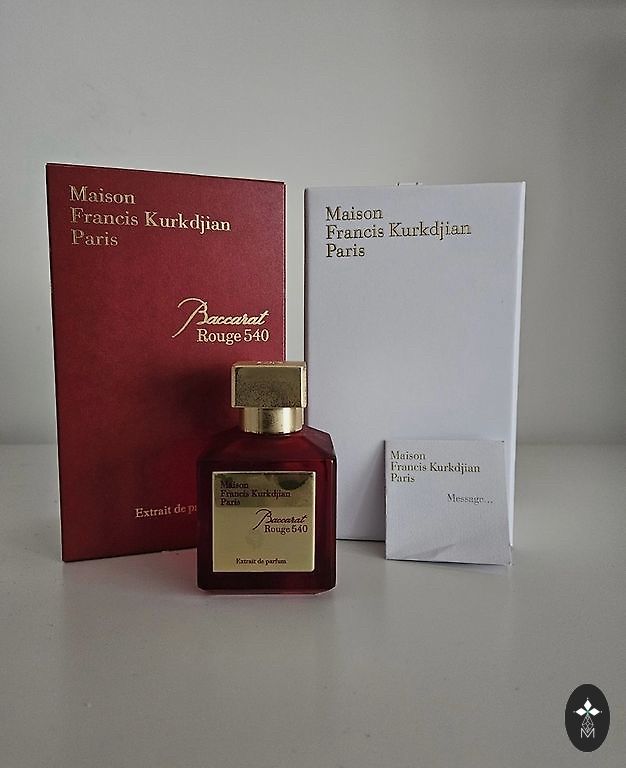 Maison
Francis Kurkdjian
Paris
Baccarat
Rouge 540
Extrait de
Maison
Francis Kurkdjian
Paris
Maison
Francis Kurkdjian
Paris
Baccarat
Rouge 540
Extrait de parfum
Maison
Francis Kurkdjian
Paris
Message...
M